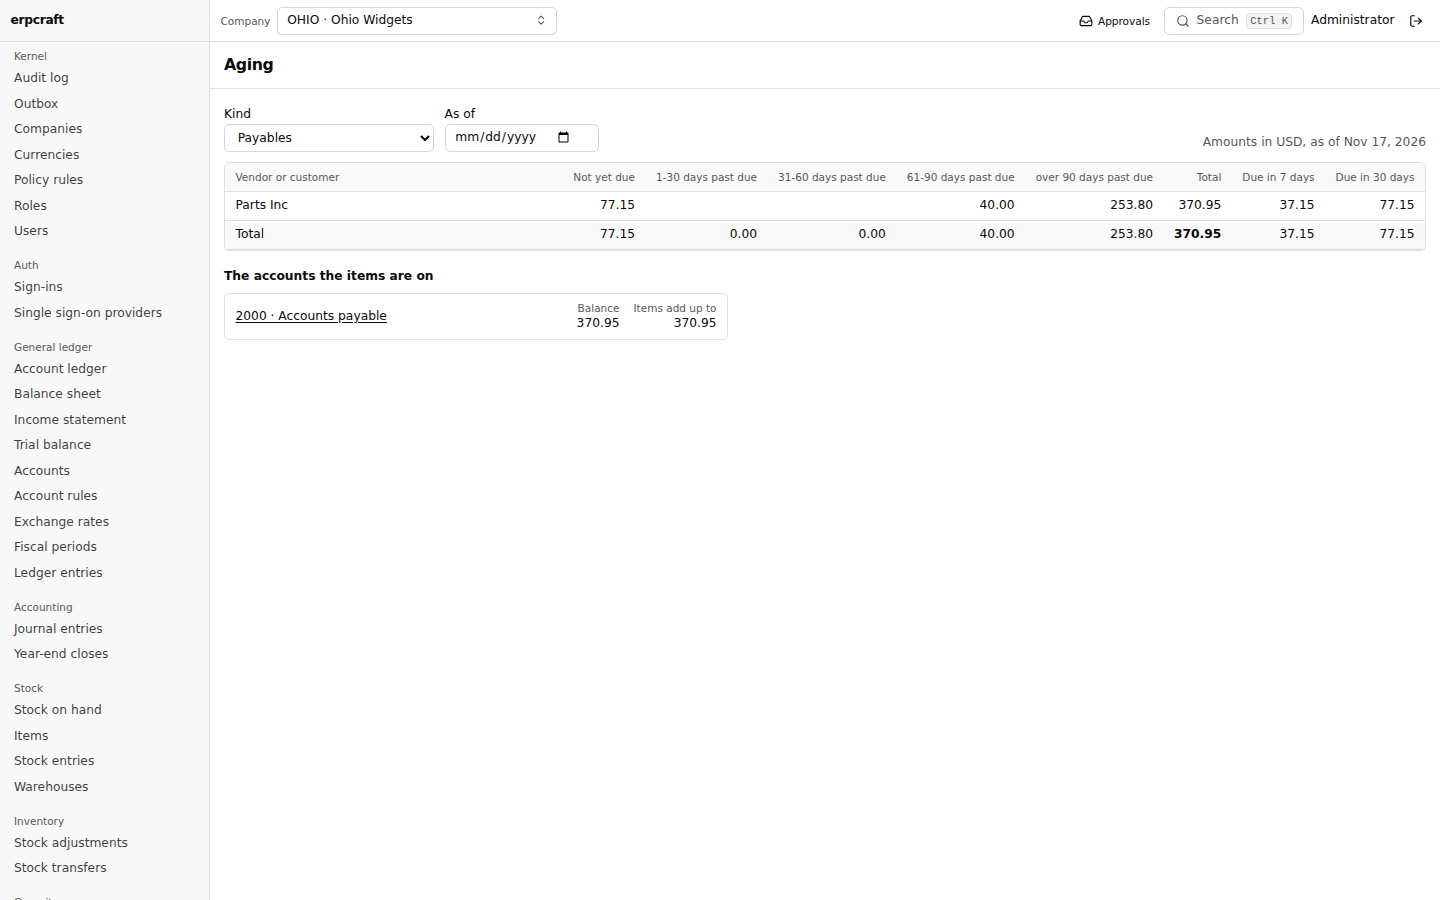 erpcraft
Company
OHIO · Ohio Widgets
Approvals
Search Ctrl K
Administrator
Kernel
Audit log
Outbox
Companies
Currencies
Policy rules
Roles
Users
Auth
Sign-ins
Single sign-on providers
General ledger
Account ledger
Balance sheet
Income statement
Trial balance
Accounts
Account rules
Exchange rates
Fiscal periods
Ledger entries
Accounting
Journal entries
Year-end closes
Stock
Stock on hand
Items
Stock entries
Warehouses
Inventory
Stock adjustments
Stock transfers
Aging
Kind As of
Payables mm/dd/yyyy
Amounts in USD, as of Nov 17, 2026
Vendor or customer Not yet due 1-30 days past due 31-60 days past due 61-90 days past due over 90 days past due Total Due in 7 days Due in 30 days
Parts Inc 77.15 40.00 253.80 370.95 37.15 77.15
Total 77.15 0.00 0.00 40.00 253.80 370.95 37.15 77.15
The accounts the items are on
Balance Items add up to
2000 · Accounts payable 370.95 370.95